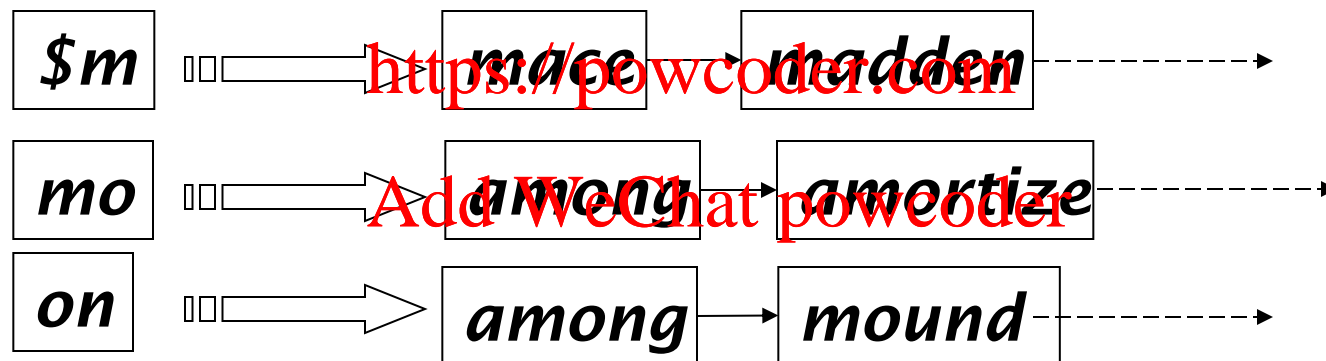 $m mace madden
https://powcoder.com
mo among amortize
Add WeChat powcoder
on among mound